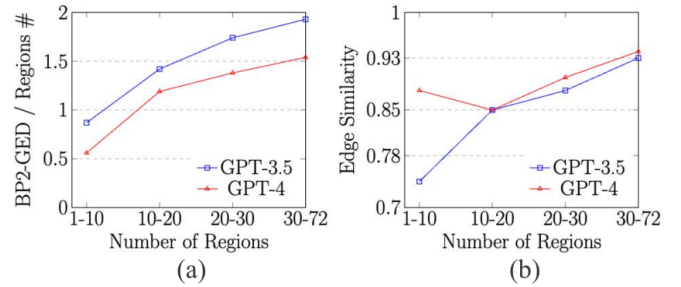 BP2-GED / Regions #
2
1.5
1
0.5
0
GPT-3.5
GPT-4
1-10 10-20 20-30 30-72
Number of Regions
(a)
Edge Similarity
1
0.93
0.85
0.78
0.7
GPT-3.5
GPT-4
1-10 10-20 20-30 30-72
Number of Regions
(b)